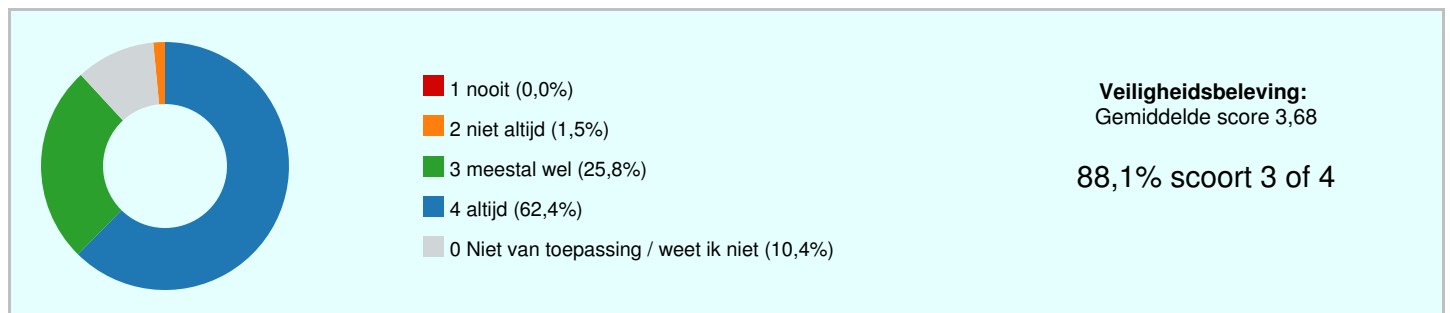 1 nooit (0,0%)
2 niet altijd (1,5%)
3 meestal wel (25,8%)
4 altijd (62,4%)
0 Niet van toepassing / weet ik niet (10,4%)
Veiligheidsbeleving:
Gemiddelde score 3,68
88,1% scoort 3 of 4